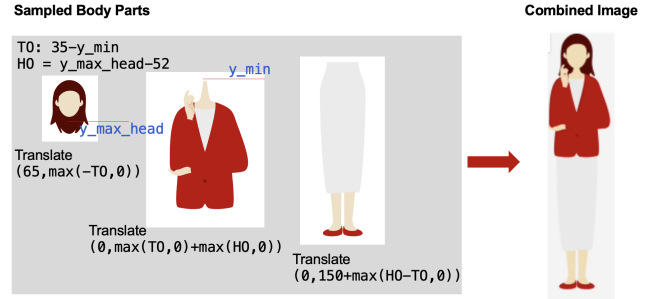 Sampled Body Parts
Combined Image
TO: 35-y_min
HO = y_max_head-52
y_min
y_max_head
Translate
(65,max(-TO,0))
Translate
(0,max(TO,0)+max(HO,0))
Translate
(0,150+max(HO-TO,0))